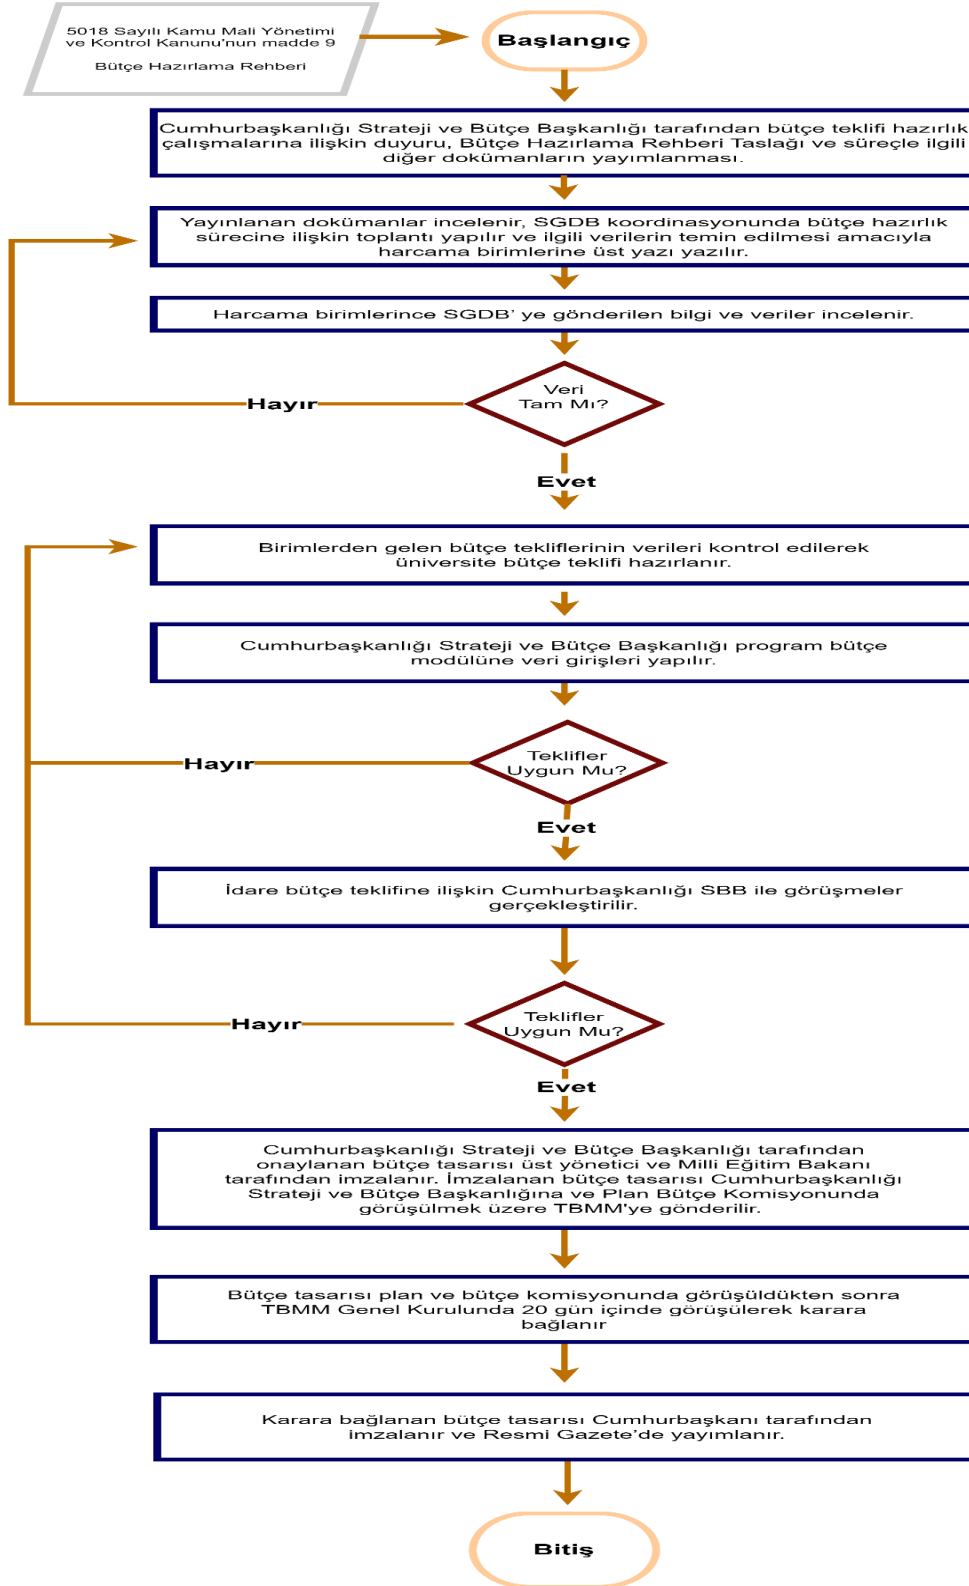 5018 Sayılı Kamu Mali Yönetimi
ve Kontrol Kanunu'nun madde 9
Bütçe Hazırlama Rehberi
Başlangıç
Cumhurbaşkanlığı Strateji ve Bütçe Başkanlığı tarafından bütçe teklifi hazırlık
çalışmalarına ilişkin duyuru, Bütçe Hazırlama Rehberi Taslağı ve süreçle ilgili
diğer dokümanların yayımlanması.
Yayınlanan dokümanlar incelenir, SGDB koordinasyonunda bütçe hazırlık
sürecine ilişkin toplantı yapılır ve ilgili verilerin temin edilmesi amacıyla
harcama birimlerine üst yazı yazılır.
Harcama birimlerince SGDB' ye gönderilen bilgi ve veriler incelenir.
Veri
Tam Mı?
Hayır
Evet
Birimlerden gelen bütçe tekliflerinin verileri kontrol edilerek
üniversite bütçe teklifi hazırlanır.
Cumhurbaşkanlığı Strateji ve Bütçe Başkanlığı program bütçe
modülüne veri girişleri yapılır.
Teklifler
Uygun Mu?
Hayır
Evet
İdare bütçe teklifine ilişkin Cumhurbaşkanlığı SBB ile görüşmeler
gerçekleştirilir.
Teklifler
Uygun Mu?
Hayır
Evet
Cumhurbaşkanlığı Strateji ve Bütçe Başkanlığı tarafından
onaylanan bütçe tasarısı üst yönetici ve Milli Eğitim Bakanı
tarafından imzalanır. İmzalanan bütçe tasarısı Cumhurbaşkanlığı
Strateji ve Bütçe Başkanlığına ve Plan Bütçe Komisyonunda
görüşülmek üzere TBMM'ye gönderilir.
Bütçe tasarısı plan ve bütçe komisyonunda görüşüldükten sonra
TBMM Genel Kurulunda 20 gün içinde görüşülerek karara
bağlanır
Karara bağlanan bütçe tasarısı Cumhurbaşkanı tarafından
imzalanır ve Resmi Gazete'de yayımlanır.
Bitiş